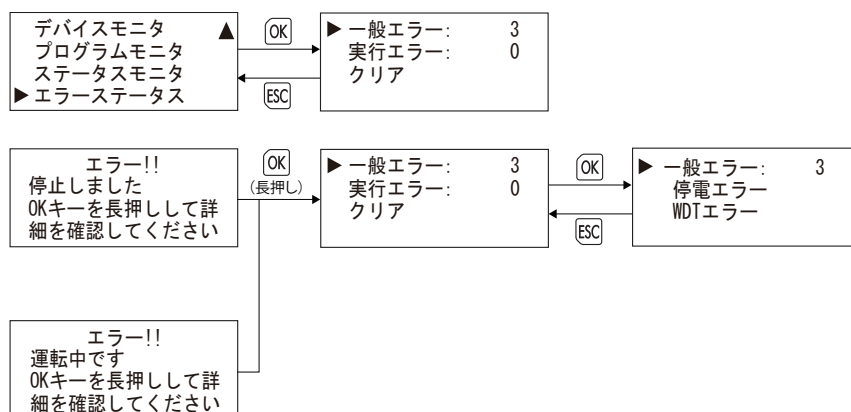 デバイスモニタ ▲
プログラムモニタ
ステータスモニタ
▶エラーステータス
OK
ESC
▶一般エラー: 3
実行エラー: 0
クリア
エラー!!
停止しました
OKキーを長押しして詳
細を確認してください
OK
(長押し)
▶一般エラー: 3
実行エラー: 0
クリア
OK
ESC
▶ 一般エラー: 3
停電エラー
WDTエラー
エラー!!
運転中です
OKキーを長押しして詳
細を確認してください